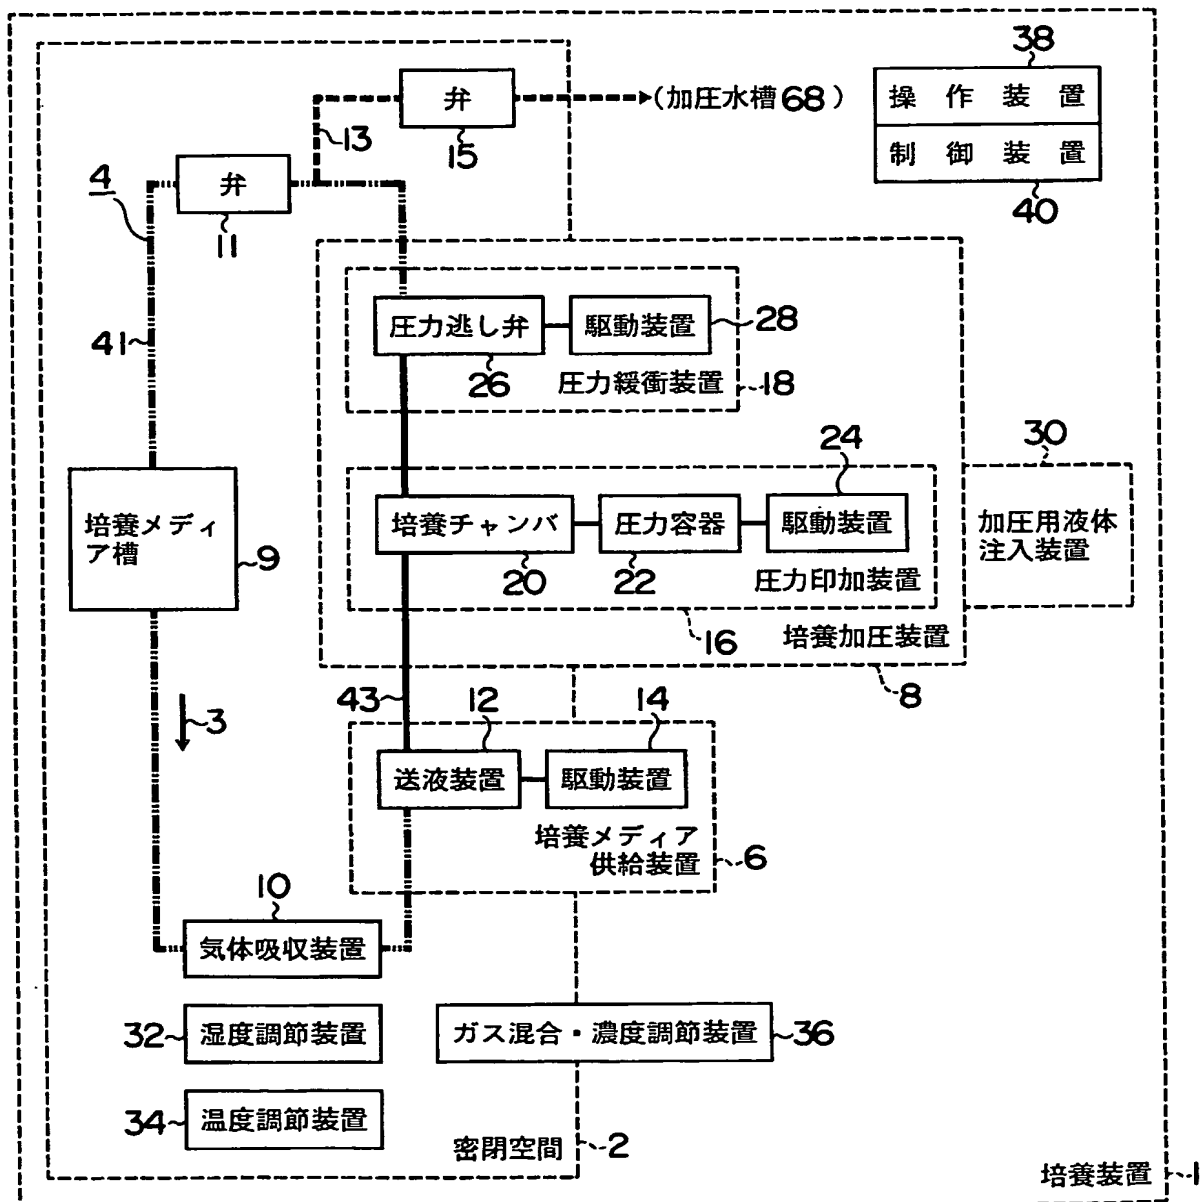 38
弁
(加圧水槽68)
操作装置
13
15
制御装置
4
弁
40
11
圧力逃し弁
駆動装置
28
41
26
圧力緩衝装置
18
24
30
培養メディ
ア槽
9
培養チャンバ
圧力容器
駆動装置
加圧用液体
注入装置
20
22
圧力印加装置
16
培養加圧装置
8
3
43
12
14
送液装置
駆動装置
培養メディア
供給装置
6
10
気体吸収装置
32
湿度調節装置
ガス混合・濃度調節装置
36
34
温度調節装置
密閉空間
2
培養装置
1